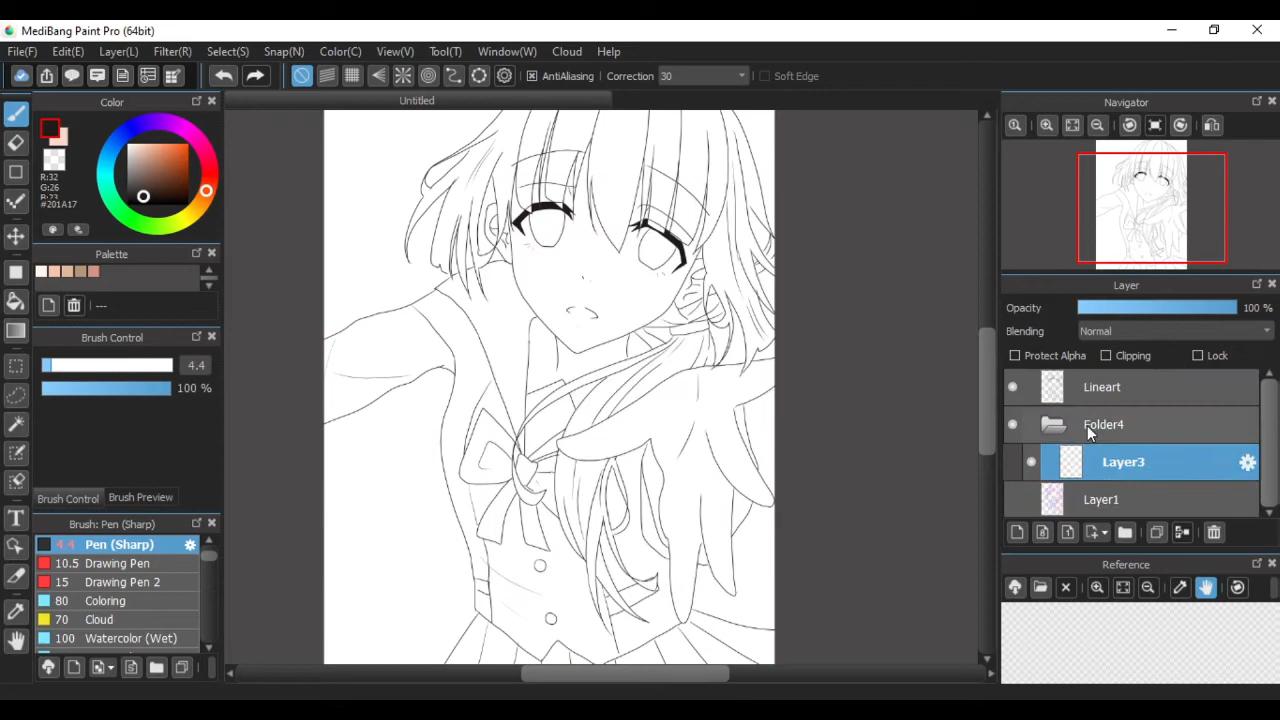 MediBang Paint Pro (64bit)
File(F) Edit(E) Layer(L) Filter(R) Select(S) Snap(N) Color(C) View(V) Tool(T) Window(W) Cloud Help
AntiAliasing Correction 30 Soft Edge
Untitled
Color
R:32
G:26
B:23
#201A17
Palette
---
Brush Control
4.4
100 %
Brush Control Brush Preview
Brush: Pen (Sharp)
4.4 Pen (Sharp)
10.5 Drawing Pen
15 Drawing Pen 2
80 Coloring
70 Cloud
100 Watercolor (Wet)
Navigator
Layer
Opacity 100 %
Blending Normal
Protect Alpha Clipping Lock
Lineart
Folder4
Layer3
Layer1
Reference